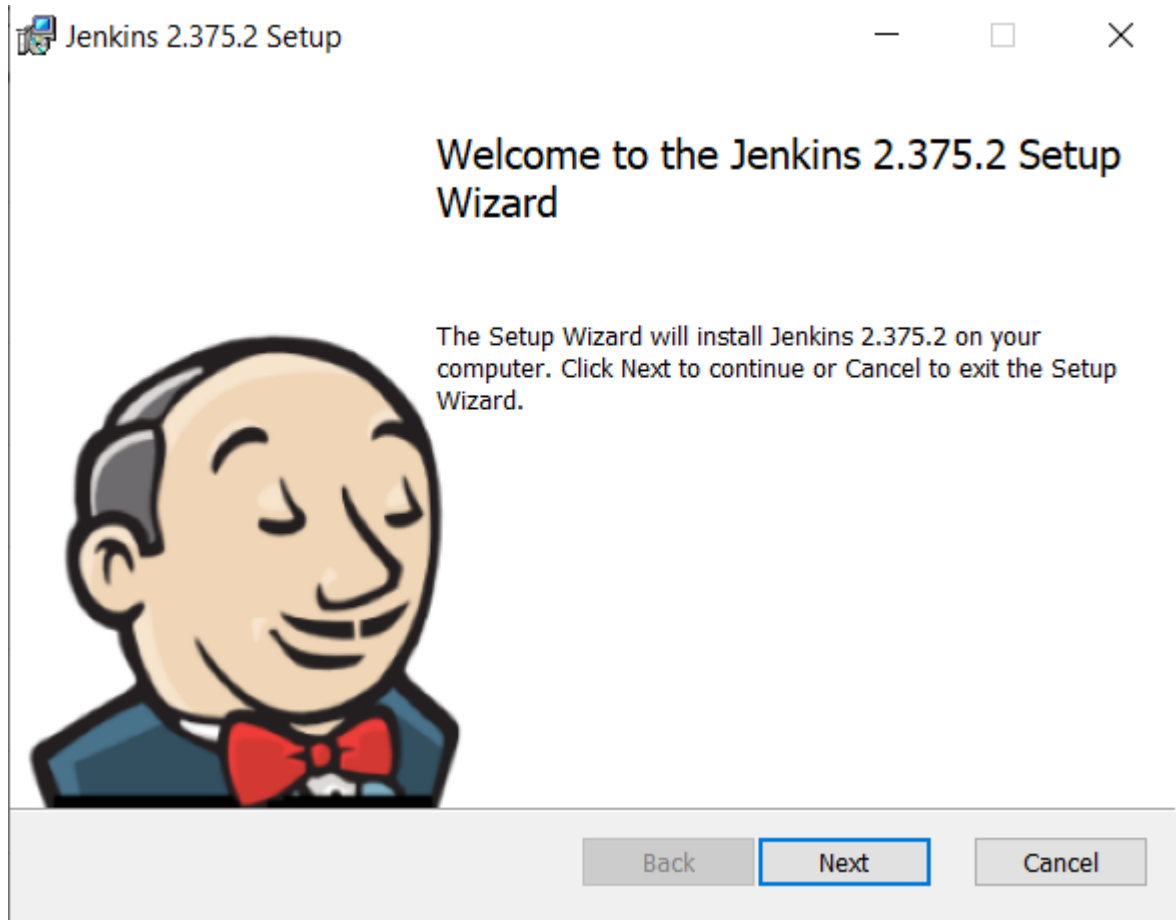 Jenkins 2.375.2 Setup
Welcome to the Jenkins 2.375.2 Setup
Wizard
The Setup Wizard will install Jenkins 2.375.2 on your
computer. Click Next to continue or Cancel to exit the Setup
Wizard.
Back Next Cancel